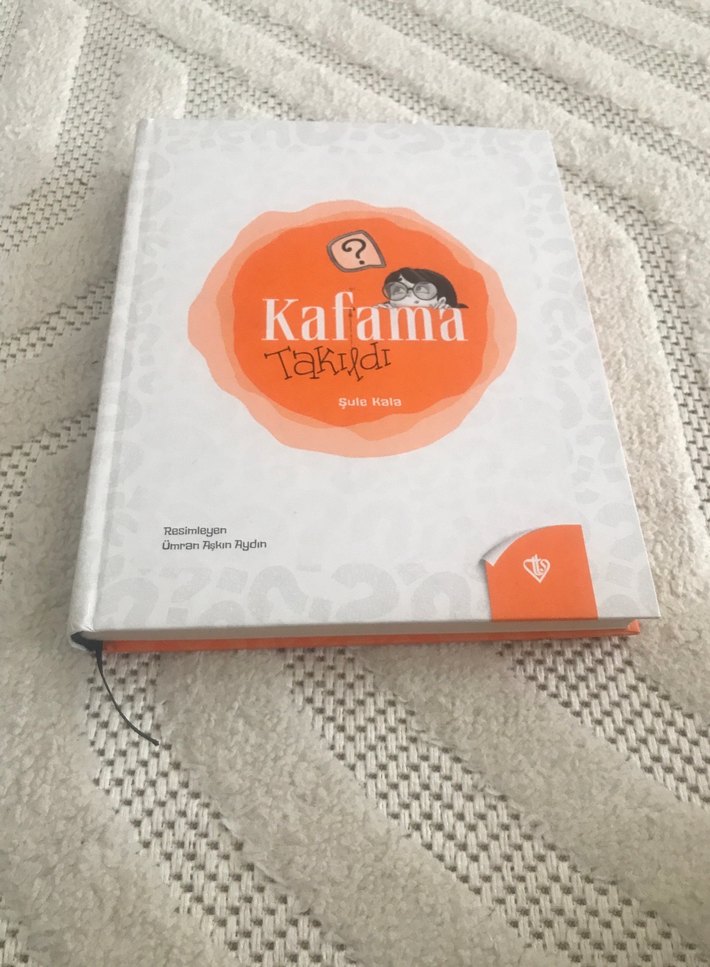 ?
Kafama
Takıldı
Şule Kala
Resimleyen
Ümran Aşkın Aydın